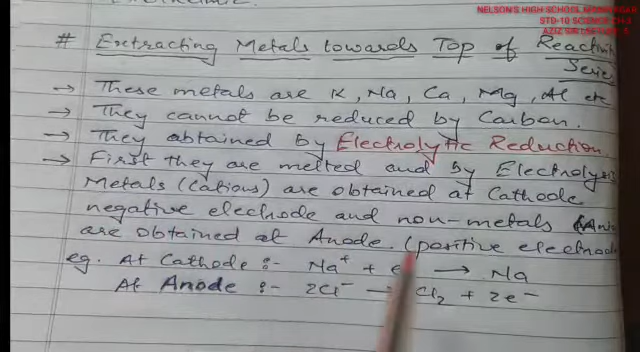 NELSON'S HIGH SCHOOL
STD-10 SCIENCE CH-3
# Extracting Metals towards Top of Reactivity
Series
→ These metals are K, Na, Ca, Mg, Al etc
→ They cannot be reduced by Carbon.
→ They obtained by Electrolytic Reduction.
→ First they are melted and by Electrolysis
Metals (Cations) are obtained at Cathode
negative electrode and non-metals
are obtained at Anode. (positive electrode
eg. At Cathode :- Na⁺ + e → Na
At Anode :- 2Cl⁻ → Cl₂ + 2e⁻